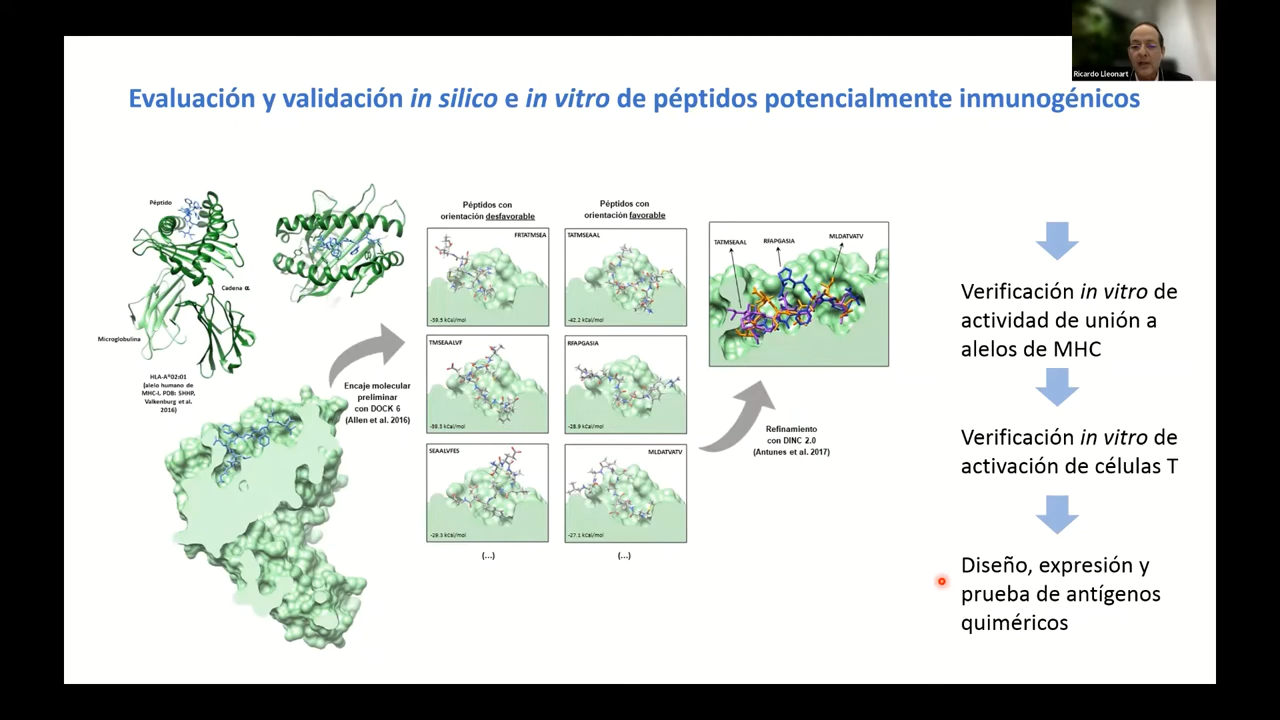 Ricardo Lleonart
Evaluación y validación in silico e in vitro de péptidos potencialmente inmunogénicos
Péptido
Cadena α
Microglobulina
HLA-A*02:01
(alelo humano de
MHC-I, PDB: 5HHP,
Valkenburg et al.
2016)
Encaje molecular
preliminar
con DOCK 6
(Allen et al. 2016)
Péptidos con
orientación desfavorable
FRTATMSEA
-39.5 kCal/mol
TMSEAALVF
-38.3 kCal/mol
SEAALVFES
-29.3 kCal/mol
(...)
Péptidos con
orientación favorable
TATMSEAAL
-42.2 kCal/mol
RFAPGASIA
-28.9 kCal/mol
MLDATVATV
-27.1 kCal/mol
(...)
TATMSEAAL
RFAPGASIA
MLDATVATV
Refinamiento
con DINC 2.0
(Antunes et al. 2017)
Verificación in vitro de
actividad de unión a
alelos de MHC
Verificación in vitro de
activación de células T
Diseño, expresión y
prueba de antígenos
quiméricos